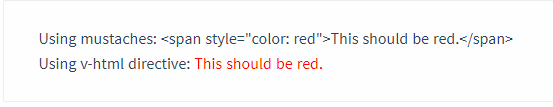 Using mustaches: <span style="color: red">This should be red.</span>
Using v-html directive: This should be red.